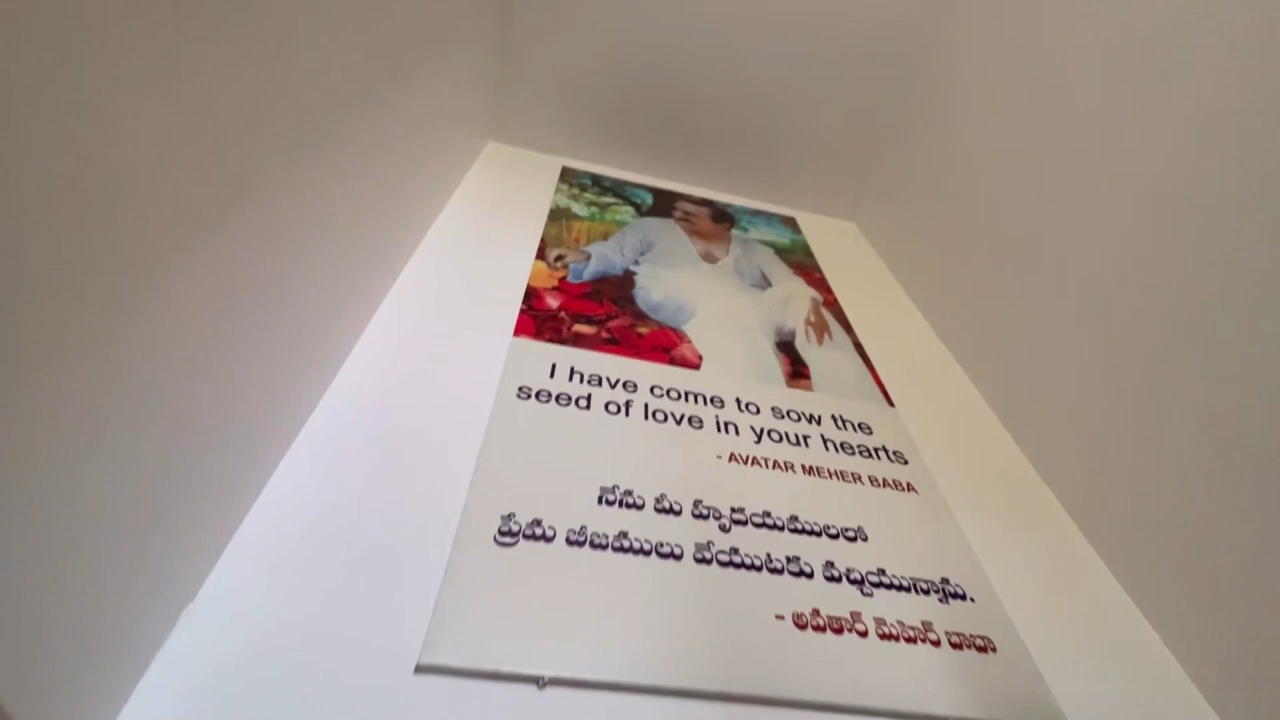 I have come to sow the
seed of love in your hearts
- AVATAR MEHER BABA
నేను మీ హృదయములలో
ప్రేమ బీజములు వేయుటకు వచ్చియున్నాను.
- అవతార్ మెహెర్ బాబా